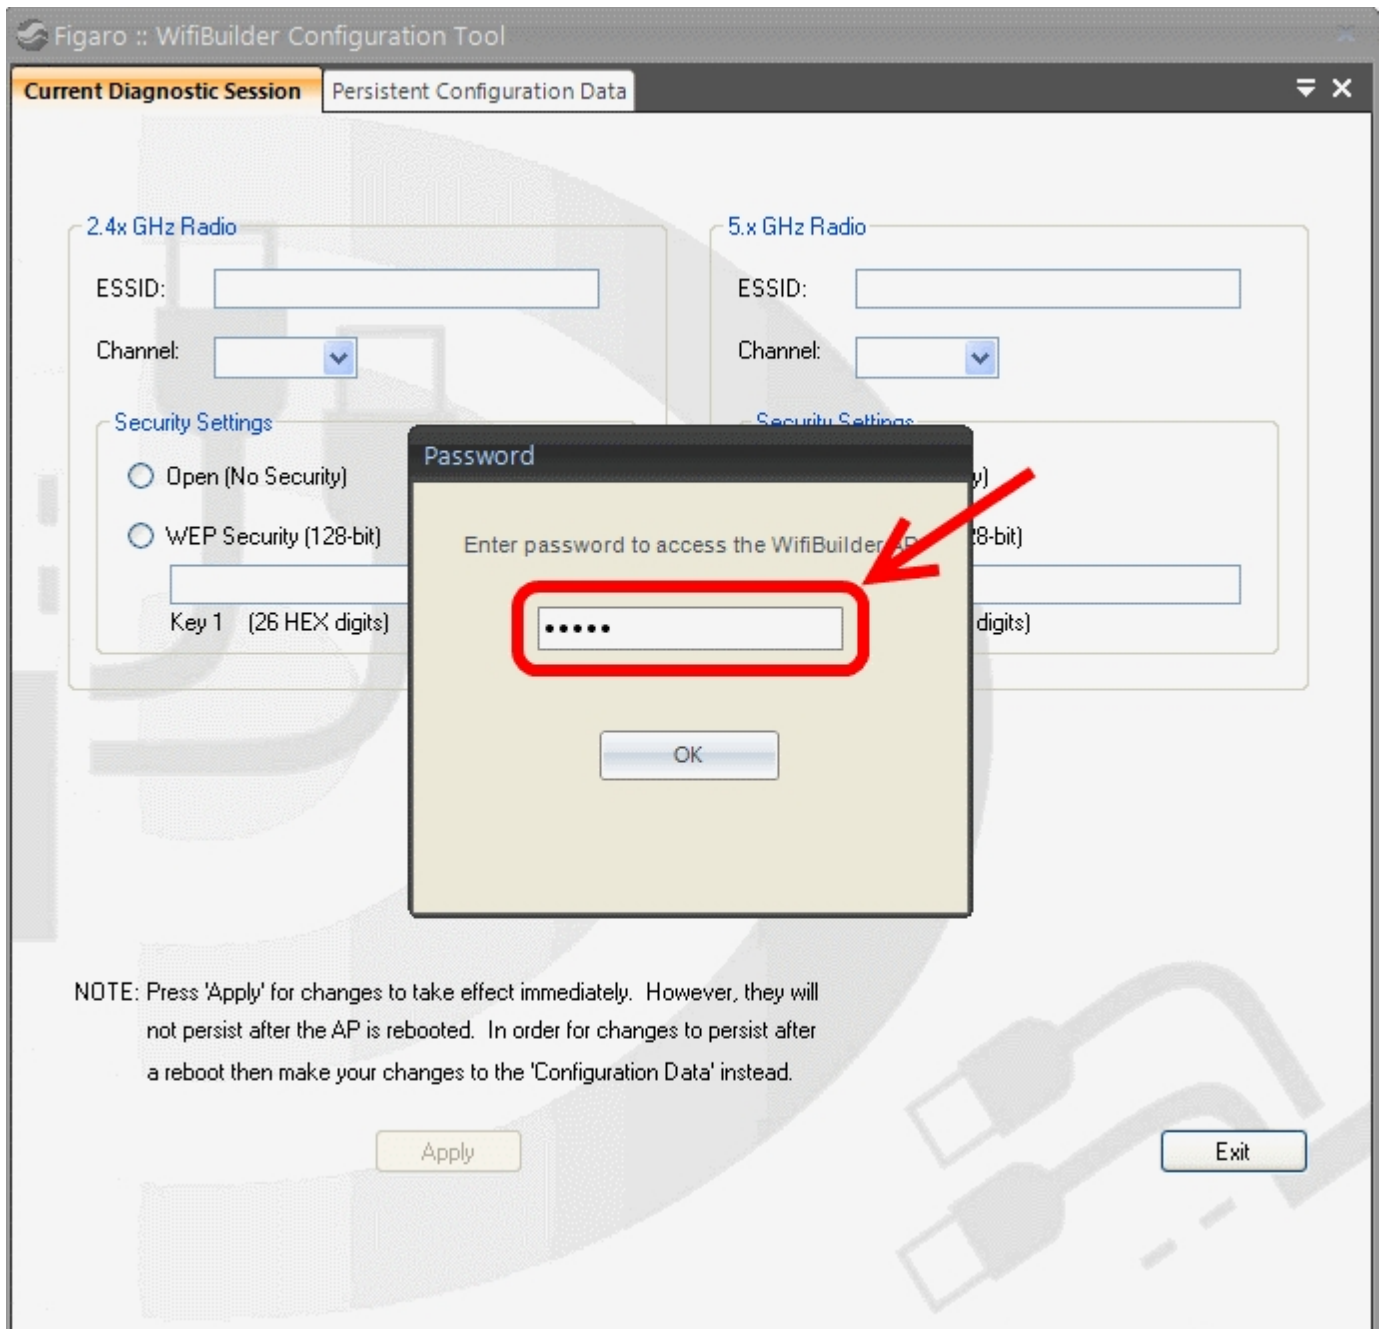 Figaro :: WifiBuilder Configuration Tool
Current Diagnostic Session Persistent Configuration Data
2.4x GHz Radio
ESSID:
Channel:
Security Settings
Open (No Security)
WEP Security (128-bit)
Key 1 (26 HEX digits)
5.x GHz Radio
ESSID:
Channel:
Security Settings
digits)
Password
Enter password to access the WifiBuilder
OK
NOTE: Press 'Apply' for changes to take effect immediately. However, they will
not persist after the AP is rebooted. In order for changes to persist after
a reboot then make your changes to the 'Configuration Data' instead.
Apply
Exit